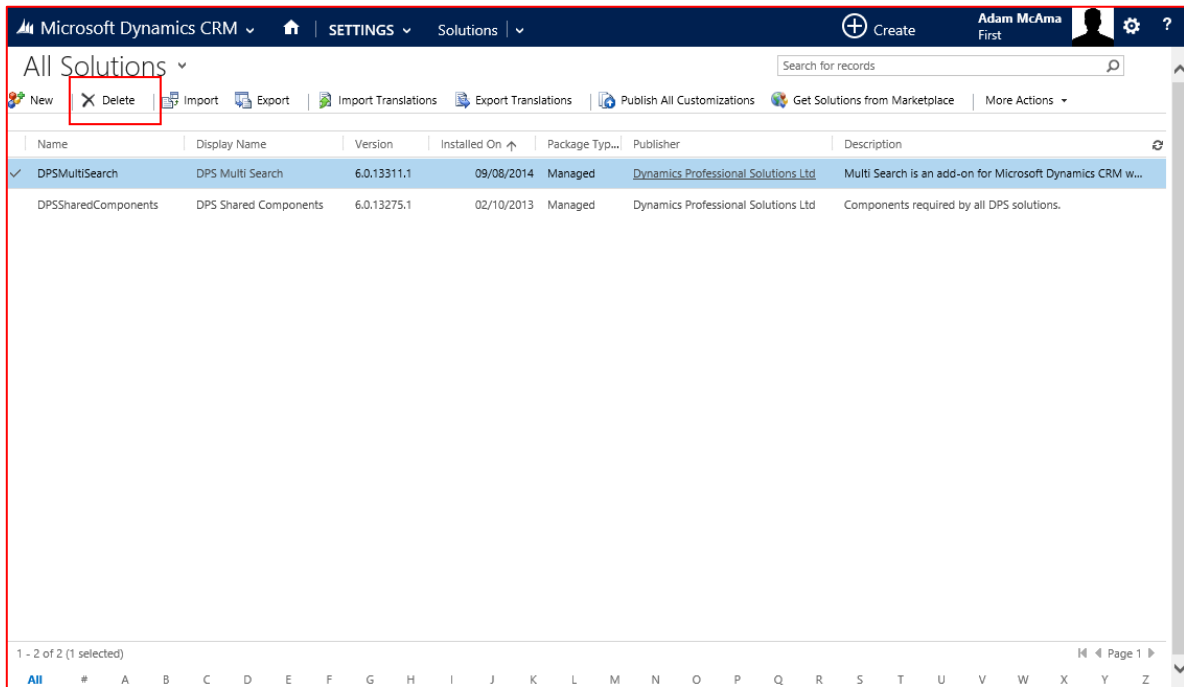 Microsoft Dynamics CRM SETTINGS Solutions Create Adam McAma ?
First
All Solutions Search for records
New Delete Import Export Import Translations Export Translations Publish All Customizations Get Solutions from Marketplace More Actions
Name Display Name Version Installed On Package Typ... Publisher Description
DPSMultiSearch DPS Multi Search 6.0.13311.1 09/08/2014 Managed Dynamics Professional Solutions Ltd Multi Search is an add-on for Microsoft Dynamics CRM w...
DPSSharedComponents DPS Shared Components 6.0.13275.1 02/10/2013 Managed Dynamics Professional Solutions Ltd Components required by all DPS solutions.
1 - 2 of 2 (1 selected) Page 1
All # A B C D E F G H I J K L M N O P Q R S T U V W X Y Z